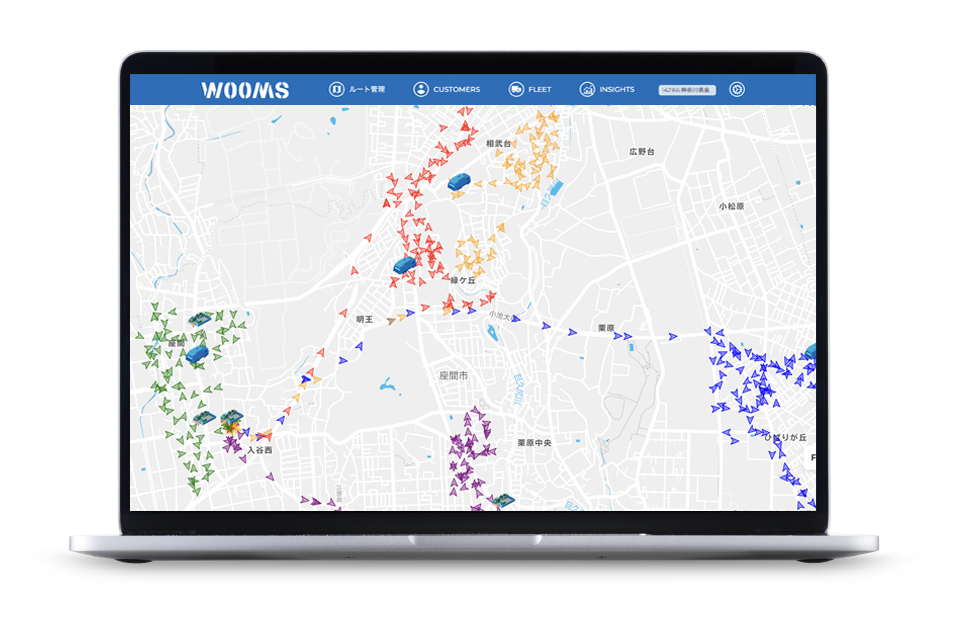 WOOMS
ルート管理
CUSTOMERS
FLEET
INSIGHTS
相武台
広野台
小松原
緑ケ丘
小池大
明王
栗原
座間
座間市
栗原中央
ひばりが丘
入谷西
F